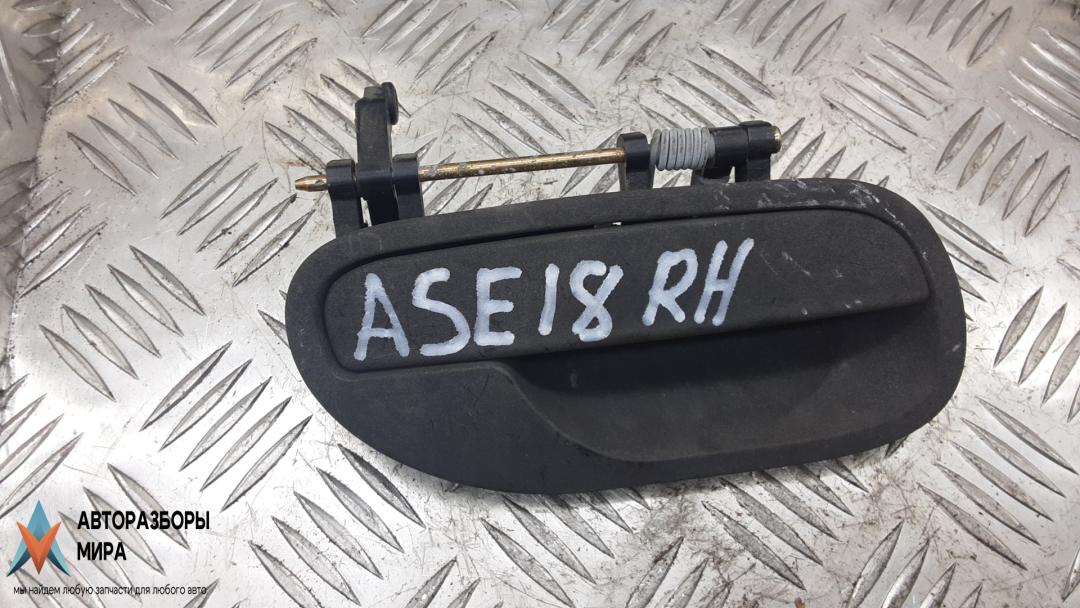 ASE18 RH
АВТОРАЗБОРЫ
МИРА
мы найдем любую запчасти для любого авто